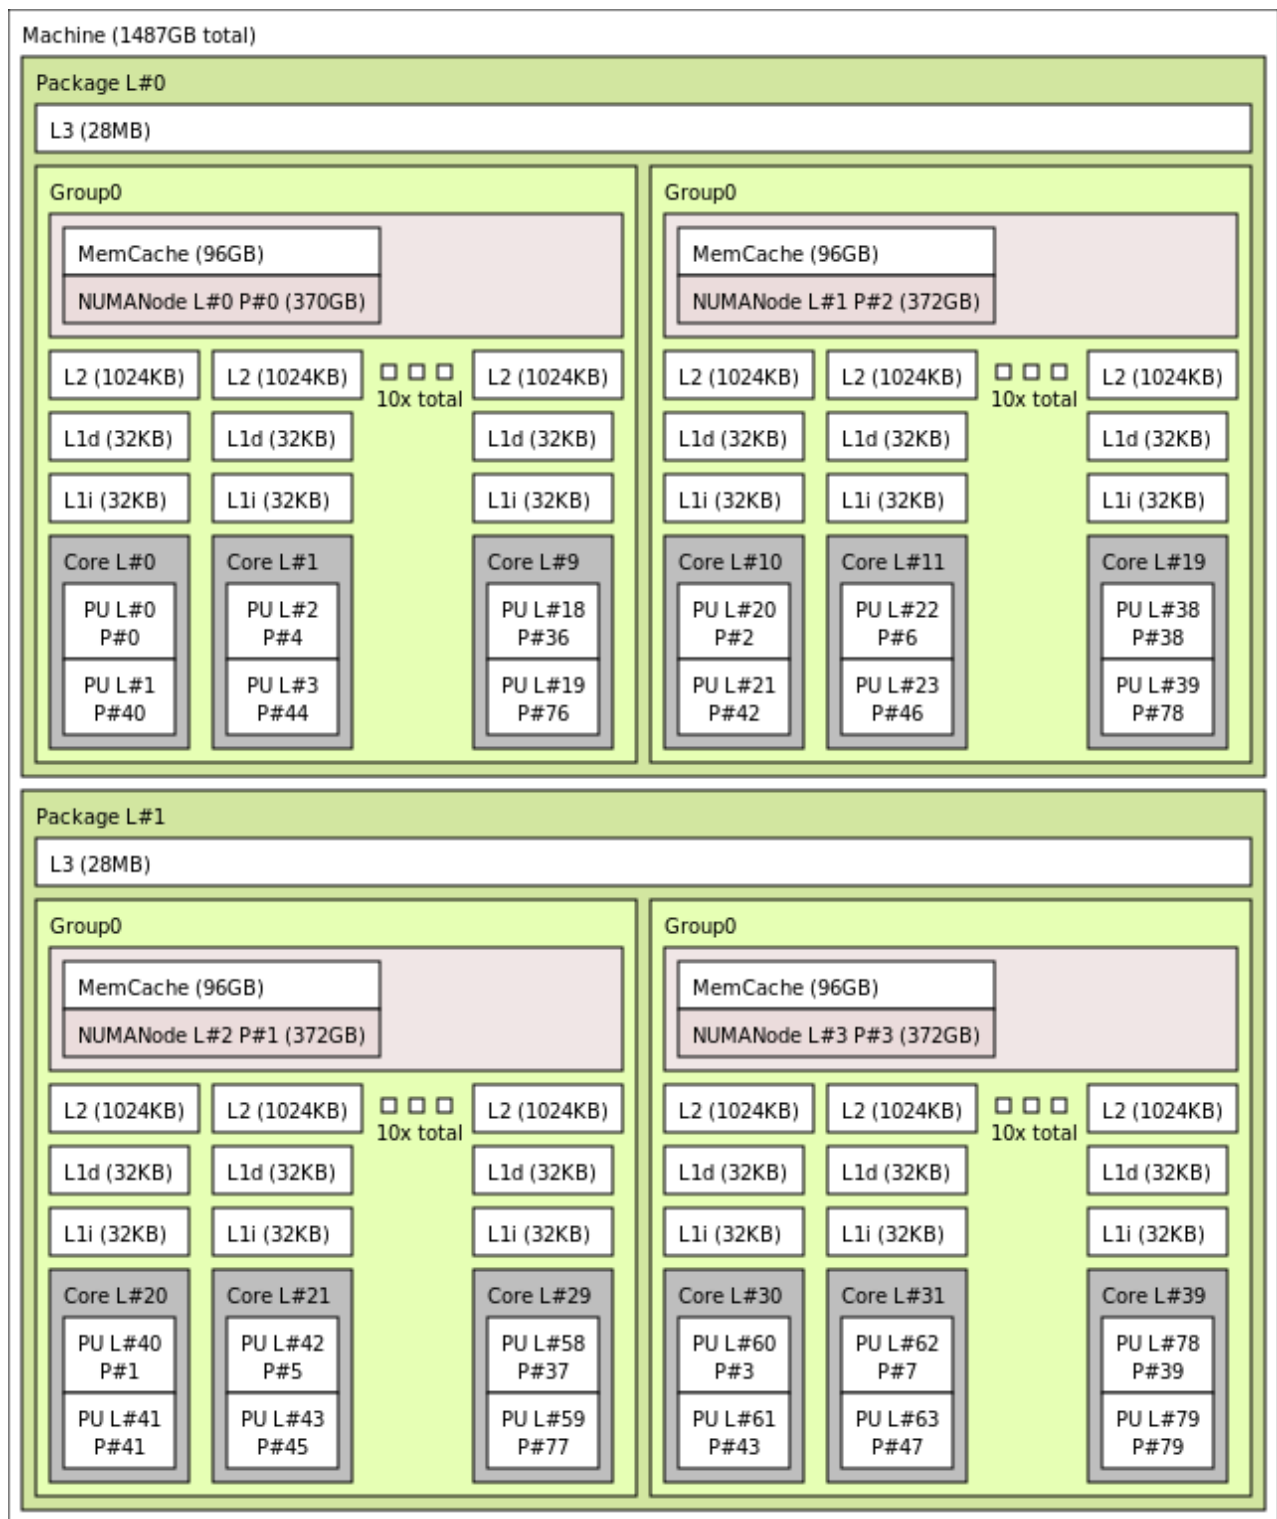 Machine (1487GB total)
Package L#0
L3 (28MB)
Group0
MemCache (96GB)
NUMANode L#0 P#0 (370GB)
L2 (1024KB) L2 (1024KB) L2 (1024KB)
10x total
L1d (32KB) L1d (32KB) L1d (32KB)
L1i (32KB) L1i (32KB) L1i (32KB)
Core L#0 Core L#1 Core L#9
PU L#0 PU L#2 PU L#18
P#0 P#4 P#36
PU L#1 PU L#3 PU L#19
P#40 P#44 P#76
Group0
MemCache (96GB)
NUMANode L#1 P#2 (372GB)
L2 (1024KB) L2 (1024KB) L2 (1024KB)
10x total
L1d (32KB) L1d (32KB) L1d (32KB)
L1i (32KB) L1i (32KB) L1i (32KB)
Core L#10 Core L#11 Core L#19
PU L#20 PU L#22 PU L#38
P#2 P#6 P#38
PU L#21 PU L#23 PU L#39
P#42 P#46 P#78
Package L#1
L3 (28MB)
Group0
MemCache (96GB)
NUMANode L#2 P#1 (372GB)
L2 (1024KB) L2 (1024KB) L2 (1024KB)
10x total
L1d (32KB) L1d (32KB) L1d (32KB)
L1i (32KB) L1i (32KB) L1i (32KB)
Core L#20 Core L#21 Core L#29
PU L#40 PU L#42 PU L#58
P#1 P#5 P#37
PU L#41 PU L#43 PU L#59
P#41 P#45 P#77
Group0
MemCache (96GB)
NUMANode L#3 P#3 (372GB)
L2 (1024KB) L2 (1024KB) L2 (1024KB)
10x total
L1d (32KB) L1d (32KB) L1d (32KB)
L1i (32KB) L1i (32KB) L1i (32KB)
Core L#30 Core L#31 Core L#39
PU L#60 PU L#62 PU L#78
P#3 P#7 P#39
PU L#61 PU L#63 PU L#79
P#43 P#47 P#79